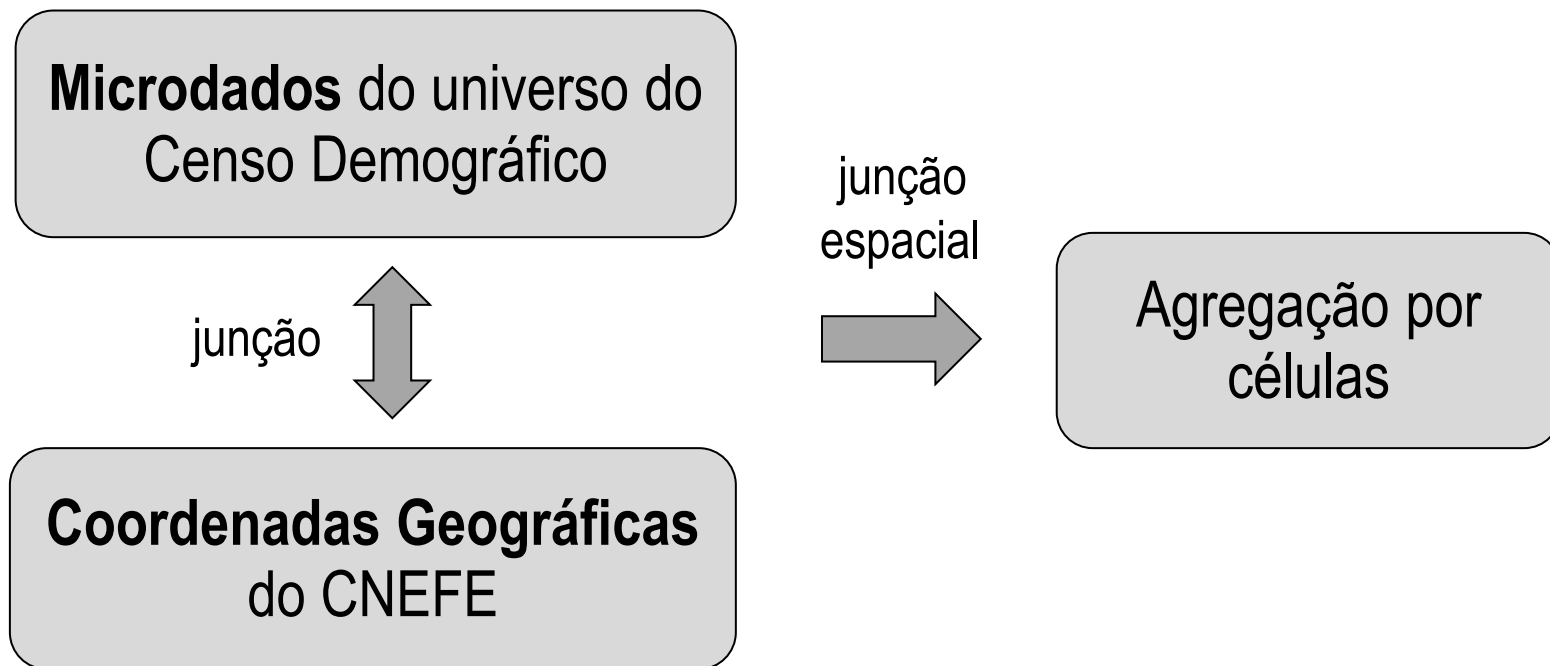 Microdados do universo do
Censo Demográfico
junção
Coordenadas Geográficas
do CNEFE
junção
espacial
Agregação por
células